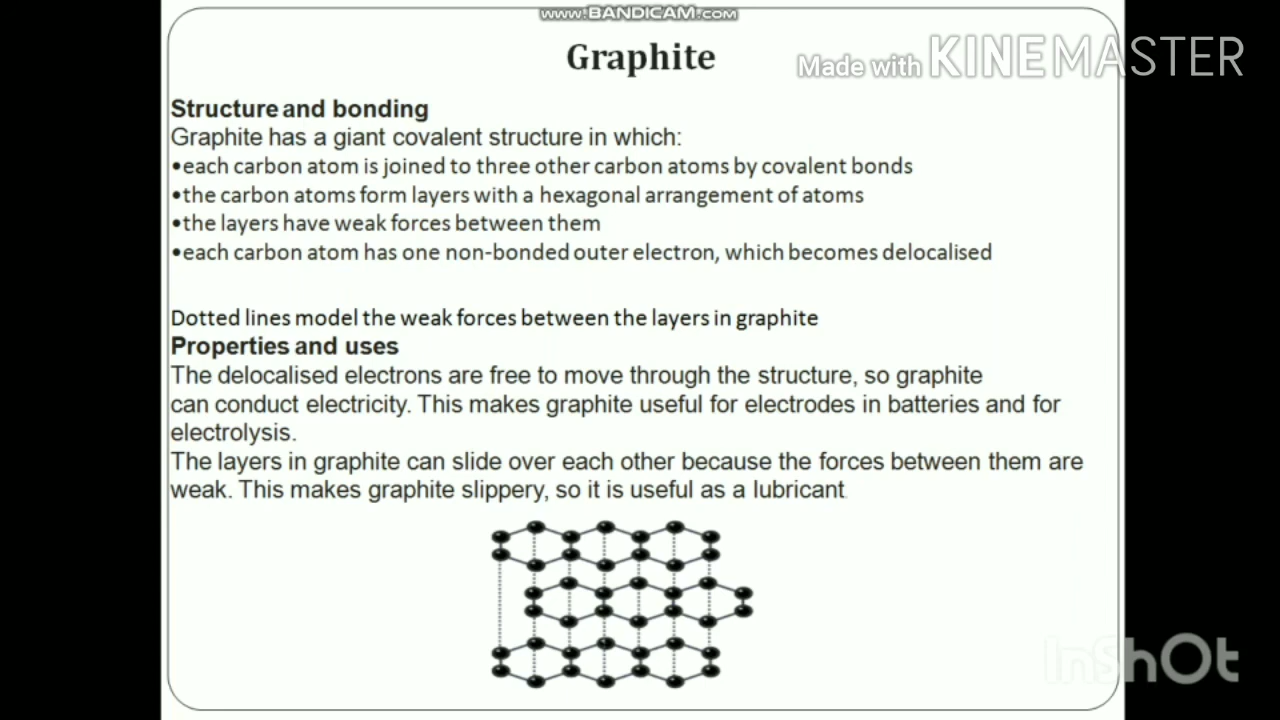 www.BANDICAM.com
Graphite
Made with KINEMASTER
Structure and bonding
Graphite has a giant covalent structure in which:
•each carbon atom is joined to three other carbon atoms by covalent bonds
•the carbon atoms form layers with a hexagonal arrangement of atoms
•the layers have weak forces between them
•each carbon atom has one non-bonded outer electron, which becomes delocalised
Dotted lines model the weak forces between the layers in graphite
Properties and uses
The delocalised electrons are free to move through the structure, so graphite
can conduct electricity. This makes graphite useful for electrodes in batteries and for
electrolysis.
The layers in graphite can slide over each other because the forces between them are
weak. This makes graphite slippery, so it is useful as a lubricant.
InShOt